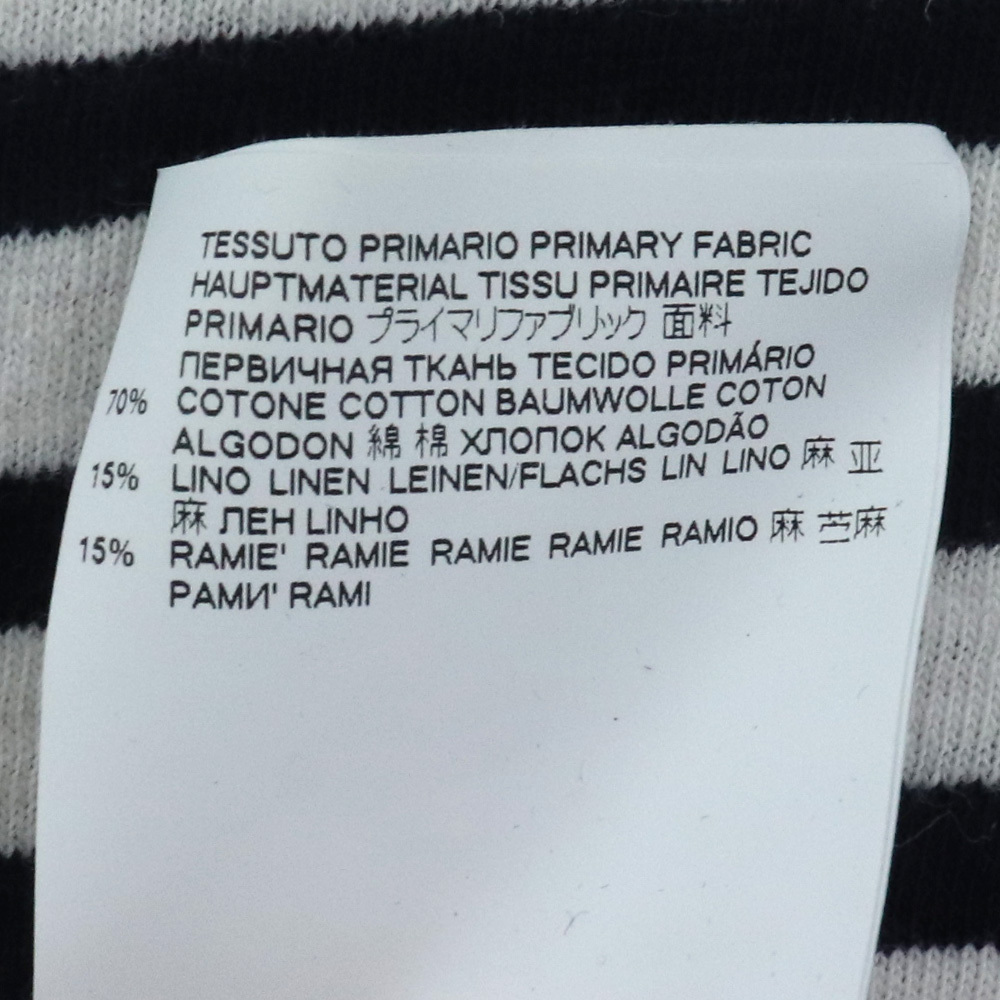 TESSUTO PRIMARIO PRIMARY FABRIC
HAUPTMATERIAL TISSU PRIMAIRE TEJIDO
PRIMARIO プライマリファブリック 面料
ПЕРВИЧНАЯ ТКАНЬ TECIDO PRIMÁRIO
70% COTONE COTTON BAUMWOLLE COTON
ALGODON 綿 棉 ХЛОПОК ALGODÃO
15% LINO LINEN LEINEN/FLACHS LIN LINO 麻 亚
麻 ЛЕН LINHO
15% RAMIE' RAMIE RAMIE RAMIE RAMIO 麻 苎麻
РАМИ' RAMI